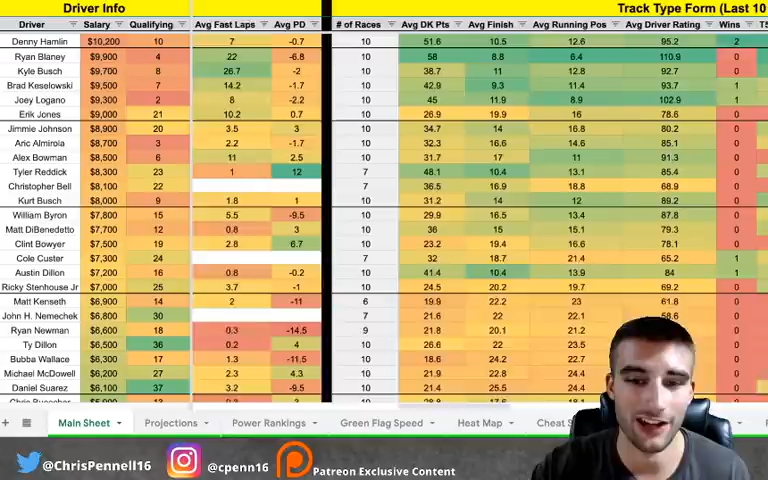 Driver Info Track Type Form (Last 10
Driver Salary Qualifying Avg Fast Laps Avg PD # of Races Avg DK Pts Avg Finish Avg Running Pos Avg Driver Rating Wins
Denny Hamlin $10,200 10 7 -0.7 10 51.6 10.5 12.6 95.2 2
Ryan Blaney $9,900 4 22 -6.8 10 58 8.8 6.4 110.9 0
Kyle Busch $9,700 8 26.7 -2 10 38.7 11 12.8 92.7 0
Brad Keselowski $9,500 7 14.2 -1.7 10 42.9 9.3 11.4 93.7 1
Joey Logano $9,300 2 8 -2.2 10 45 11.9 8.9 102.9 1
Erik Jones $9,000 21 10.2 0.7 10 26.9 19.9 16 78.6 0
Jimmie Johnson $8,900 20 3.5 3 10 34.7 14 16.8 80.2 0
Aric Almirola $8,700 3 2.2 -1.7 10 32.3 16.6 14.6 85.1 0
Alex Bowman $8,500 6 11 2.5 10 31.7 17 11 91.3 0
Tyler Reddick $8,300 23 1 12 7 48.1 10.4 13.1 85.4 0
Christopher Bell $8,100 22 7 36.5 16.9 18.8 68.9 0
Kurt Busch $8,000 9 1.8 1 10 31.2 14 12 89.2 0
William Byron $7,800 15 5.5 -9.5 10 29.9 16.5 13.4 87.8 0
Matt DiBenedetto $7,700 12 0.8 3 10 36 15 15.1 79.3 0
Clint Bowyer $7,500 19 2.8 6.7 10 23.2 19.4 16.6 78.1 0
Cole Custer $7,300 24 7 32 18.7 21.4 65.2 1
Austin Dillon $7,200 16 0.8 -0.2 10 41.4 10.4 13.9 84 1
Ricky Stenhouse Jr $7,000 25 3.7 -1 10 24.5 20.2 19.7 69.2 0
Matt Kenseth $6,900 14 2 -11 6 19.9 22.2 23 61.8 0
John H. Nemechek $6,800 30 7 21.6 22 22.1 58.6 0
Ryan Newman $6,600 18 0.3 -14.5 9 21.8 20.1 21.2 0
Ty Dillon $6,500 36 0.2 4 10 26.6 22 23.5 0
Bubba Wallace $6,300 17 1.3 -11.5 10 18.6 24.2 22.7 0
Michael McDowell $6,200 27 2.3 4.3 10 21.9 22.8 24.4 0
Daniel Suarez $6,100 37 3.2 -9.5 10 21.4 25.5 24.4 0
Main Sheet Projections Power Rankings Green Flag Speed Heat Map Cheat
@ChrisPennell16 @cpenn16 Patreon Exclusive Content